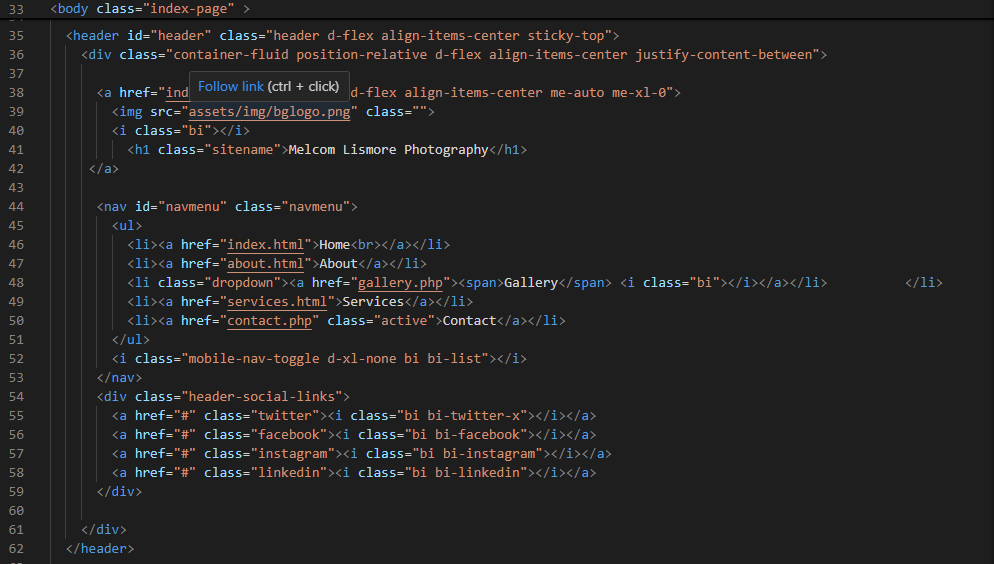 33 <body class="index-page" >
35 <header id="header" class="header d-flex align-items-center sticky-top">
36 <div class="container-fluid position-relative d-flex align-items-center justify-content-between">
37
Follow link (ctrl + click)
38 <a href="ind d-flex align-items-center me-auto me-xl-0">
39 <img src="assets/img/bglogo.png" class="">
40 <i class="bi"></i>
41 <h1 class="sitename">Melcom Lismore Photography</h1>
42 </a>
43
44 <nav id="navmenu" class="navmenu">
45 <ul>
46 <li><a href="index.html">Home<br></a></li>
47 <li><a href="about.html">About</a></li>
48 <li class="dropdown"><a href="gallery.php"><span>Gallery</span> <i class="bi"></i></a></li> </li>
49 <li><a href="services.html">Services</a></li>
50 <li><a href="contact.php" class="active">Contact</a></li>
51 </ul>
52 <i class="mobile-nav-toggle d-xl-none bi bi-list"></i>
53 </nav>
54 <div class="header-social-links">
55 <a href="#" class="twitter"><i class="bi bi-twitter-x"></i></a>
56 <a href="#" class="facebook"><i class="bi bi-facebook"></i></a>
57 <a href="#" class="instagram"><i class="bi bi-instagram"></i></a>
58 <a href="#" class="linkedin"><i class="bi bi-linkedin"></i></a>
59 </div>
60
61 </div>
62 </header>